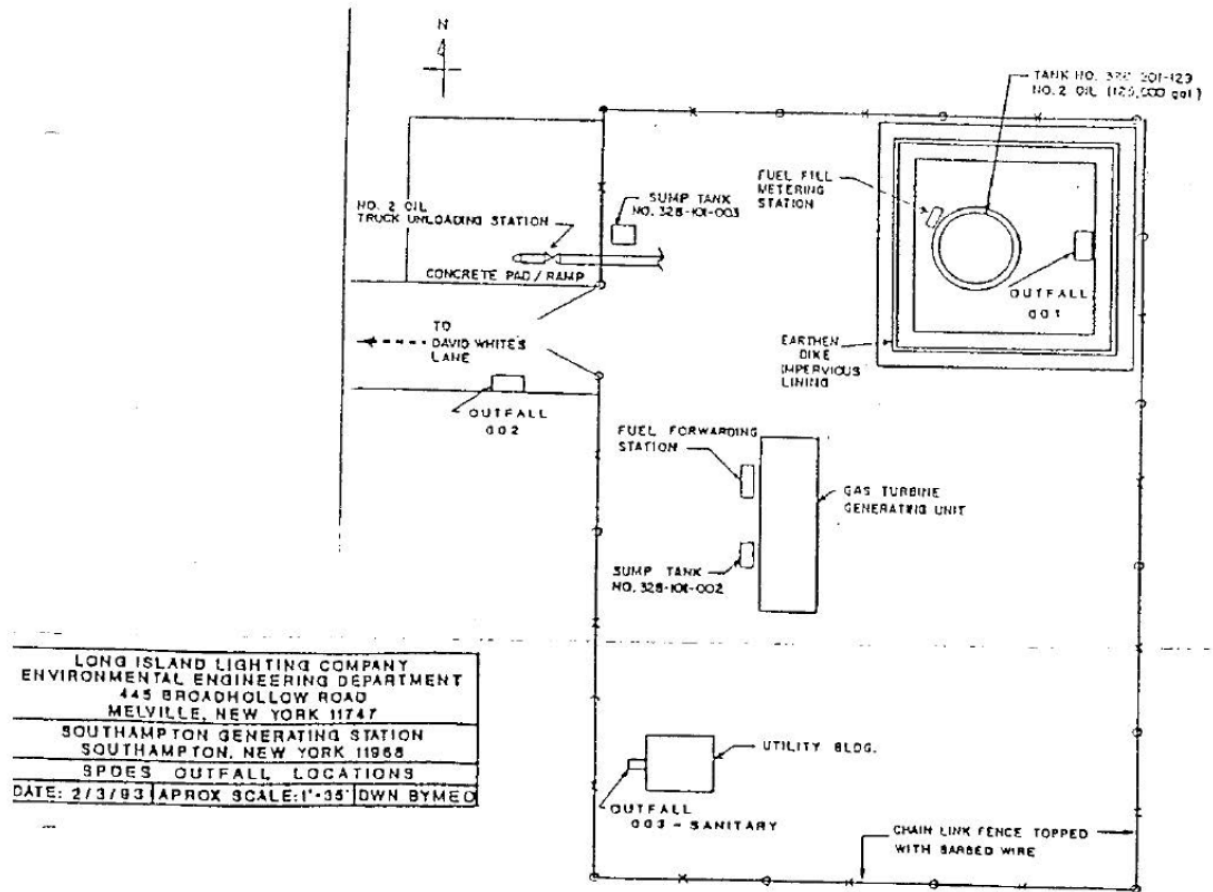 N
TANK NO. 328-201-123
NO. 2 OIL (125,000 gal)
FUEL FILL
METERING
STATION
SUMP TANK
NO. 328-101-003
NO. 2 OIL
TRUCK UNLOADING STATION
CONCRETE PAD / RAMP
OUTFALL
001
TO
DAVID WHITE'S
LANE
EARTHEN
DIKE
IMPERVIOUS
LINING
OUTFALL
002
FUEL FORWARDING
STATION
GAS TURBINE
GENERATING UNIT
SUMP TANK
NO. 328-101-002
LONG ISLAND LIGHTING COMPANY
ENVIRONMENTAL ENGINEERING DEPARTMENT
445 BROADHOLLOW ROAD
MELVILLE, NEW YORK 11747
SOUTHAMPTON GENERATING STATION
SOUTHAMPTON, NEW YORK 11968
SPDES OUTFALL LOCATIONS
DATE: 2/3/93 APROX SCALE: 1"=35' DWN BY MEO
UTILITY BLDG.
OUTFALL
003 - SANITARY
CHAIN LINK FENCE TOPPED
WITH BARBED WIRE